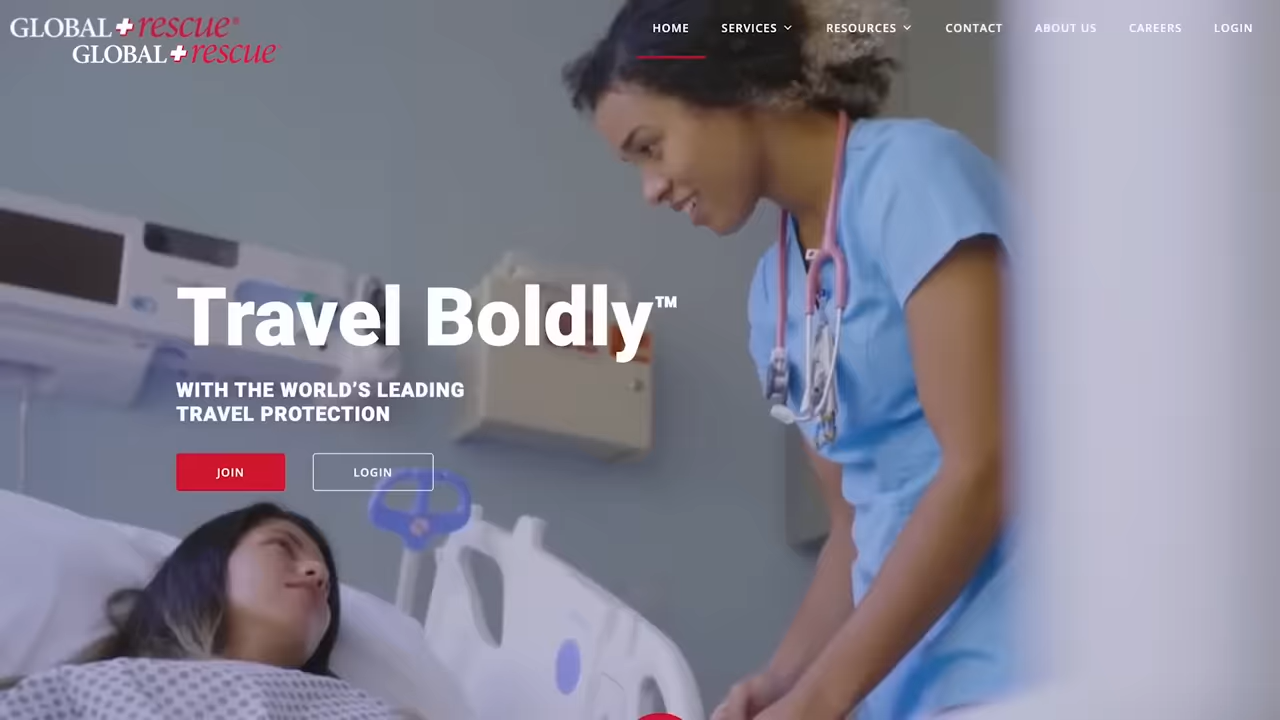 GLOBAL rescue®
GLOBAL rescue
HOME SERVICES RESOURCES CONTACT ABOUT US CAREERS LOGIN
Travel Boldly™
WITH THE WORLD'S LEADING
TRAVEL PROTECTION
JOIN LOGIN